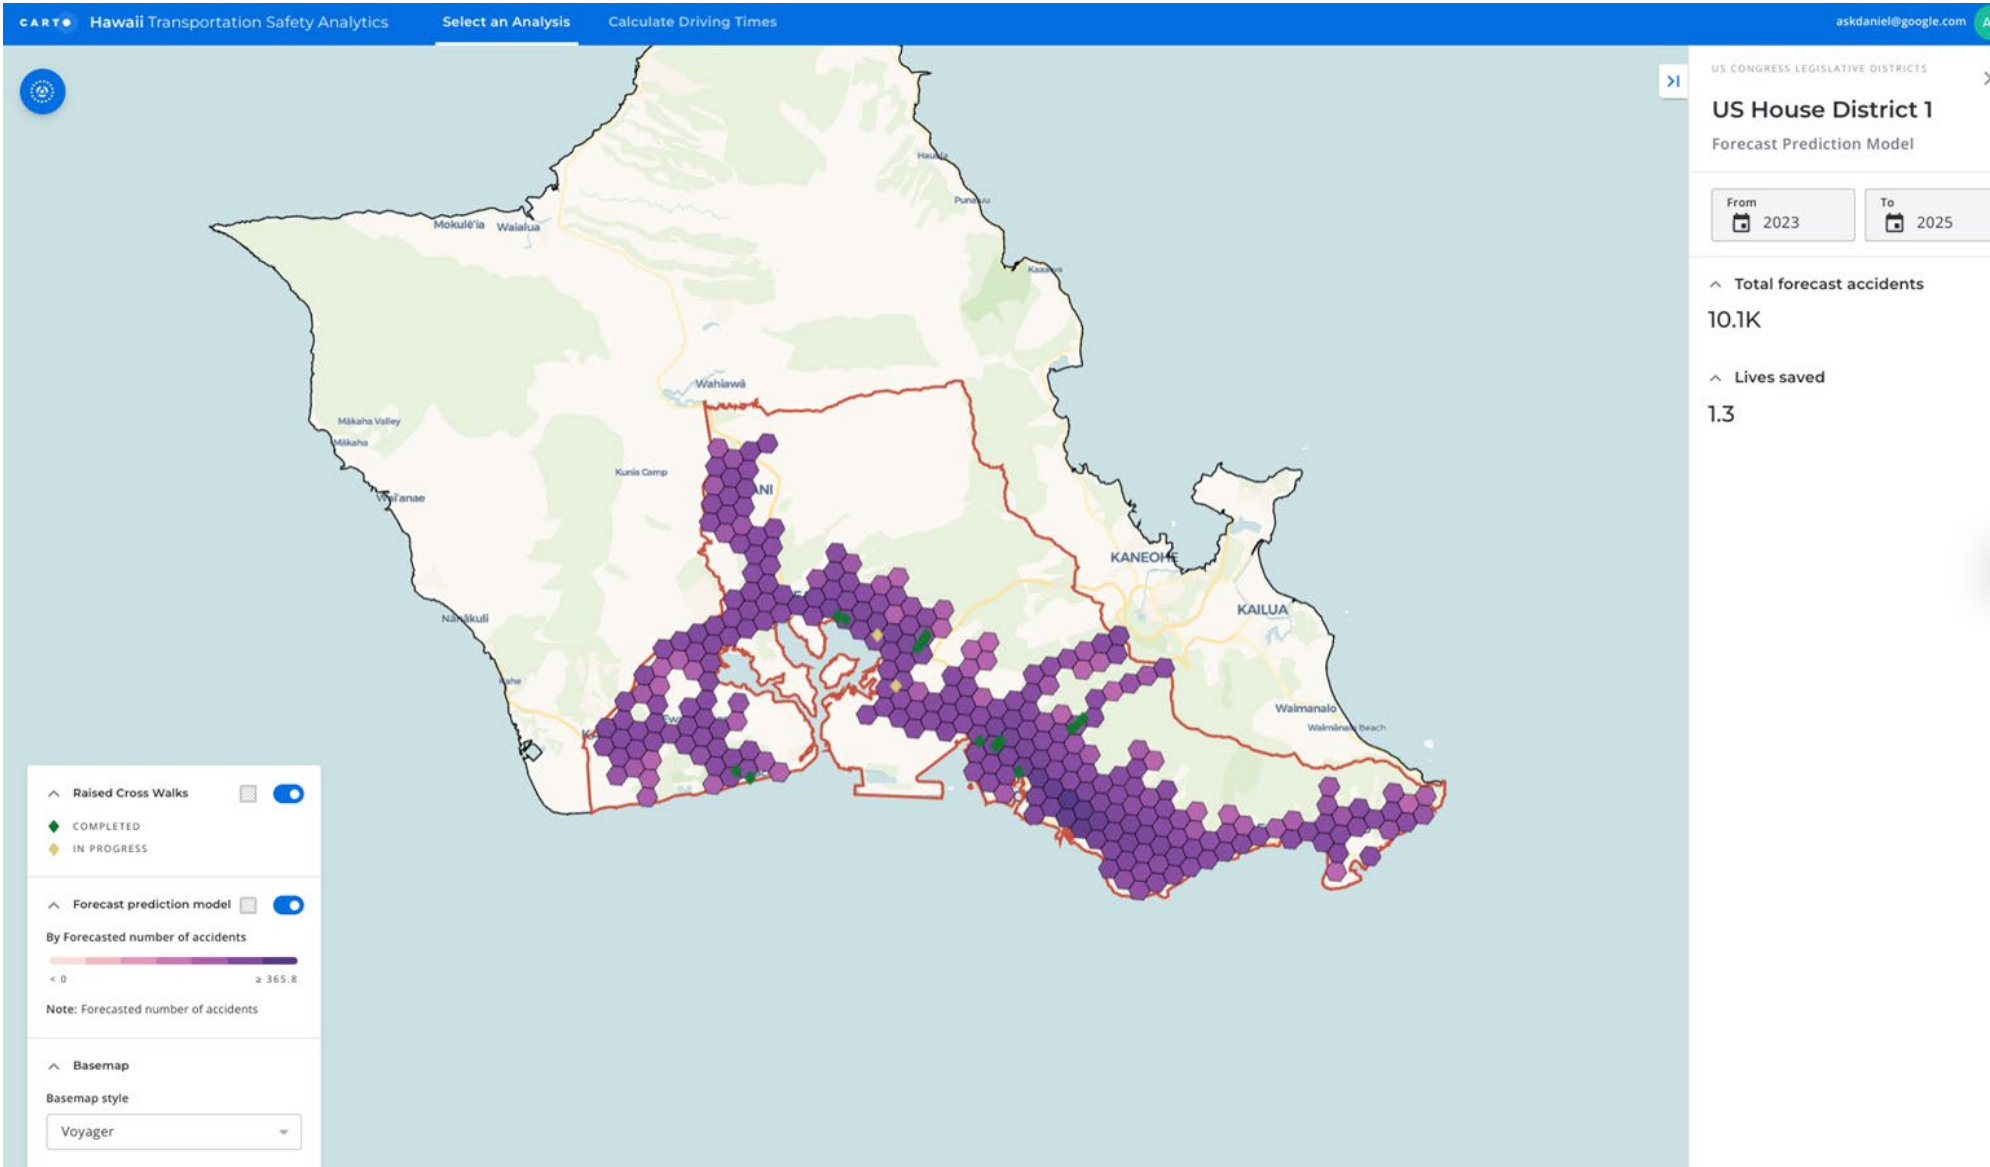 CARTO Hawaii Transportation Safety Analytics
Select an Analysis
Calculate Driving Times
askdaniel@google.com
A
US CONGRESS LEGISLATIVE DISTRICTS
US House District 1
Forecast Prediction Model
From
2023
To
2025
Total forecast accidents
10.1K
Lives saved
1.3
Mokulē'ia
Waialua
Punaluu
Kaaawa
Wahiawā
Mākaha Valley
Mākaha
Kunia Camp
Wai'anae
ANI
KANEOHE
KAILUA
Nānākuli
Waimanalo
Waimānalo Beach
Raised Cross Walks
COMPLETED
IN PROGRESS
Forecast prediction model
By Forecasted number of accidents
< 0
≥ 365.8
Note: Forecasted number of accidents
Basemap
Basemap style
Voyager